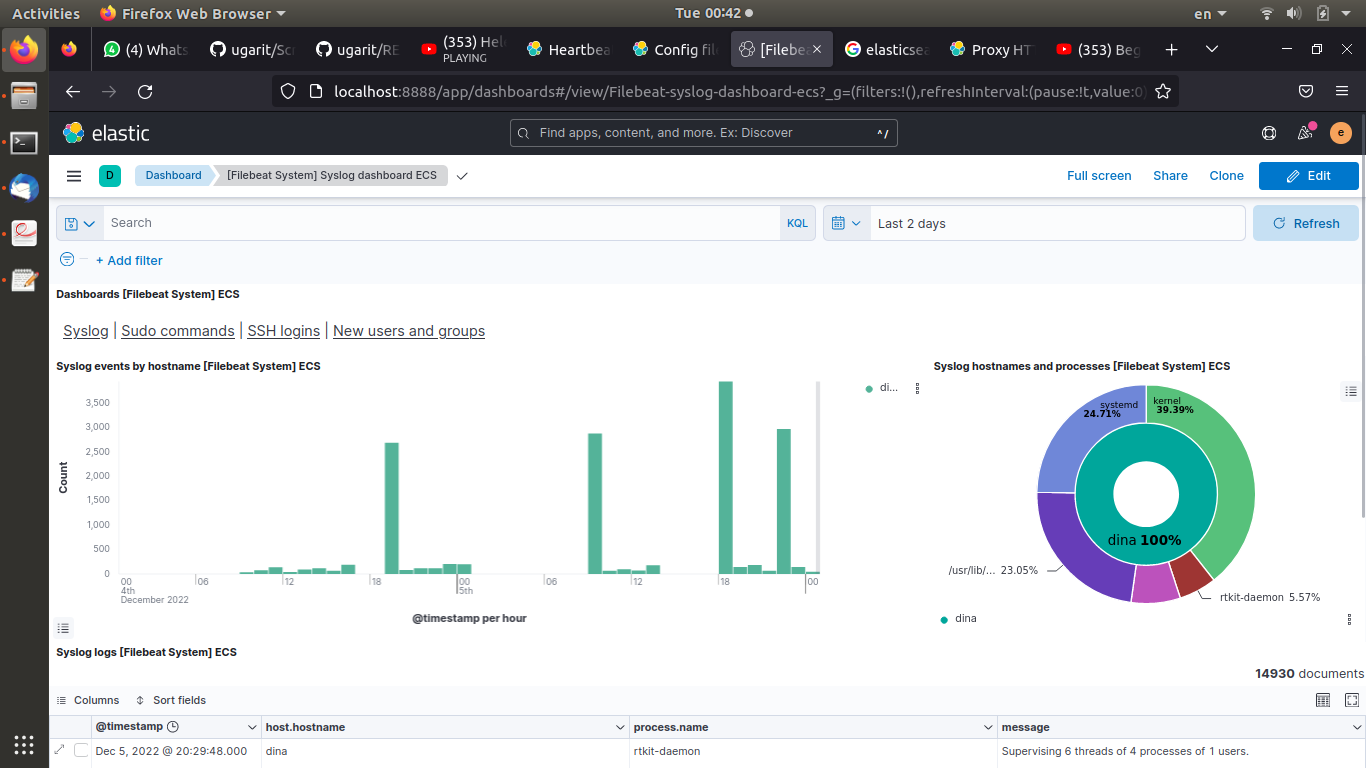 Activities Firefox Web Browser Tue 00:42 en
(4) Whats ugarit/Scr ugarit/RE (353) Hel Heartbea Config fil [Filebea elasticsea Proxy HT (353) Beg
PLAYING
localhost:8888/app/dashboards#/view/Filebeat-syslog-dashboard-ecs?_g=(filters:!(),refreshInterval:(pause:!t,value:0)
elastic Find apps, content, and more. Ex: Discover ^/ e
D Dashboard [Filebeat System] Syslog dashboard ECS Full screen Share Clone Edit
Search KQL Last 2 days Refresh
+ Add filter
Dashboards [Filebeat System] ECS
Syslog | Sudo commands | SSH logins | New users and groups
Syslog events by hostname [Filebeat System] ECS
di...
Count
3,500
3,000
2,500
2,000
1,500
1,000
500
0
00 06 12 18 00 06 12 18 00
4th 5th
December 2022
@timestamp per hour
Syslog hostnames and processes [Filebeat System] ECS
systemd
24.71%
kernel
39.39%
dina 100%
/usr/lib/... 23.05%
rtkit-daemon 5.57%
dina
Syslog logs [Filebeat System] ECS
14930 documents
Columns Sort fields
@timestamp host.hostname process.name message
Dec 5, 2022 @ 20:29:48.000 dina rtkit-daemon Supervising 6 threads of 4 processes of 1 users.